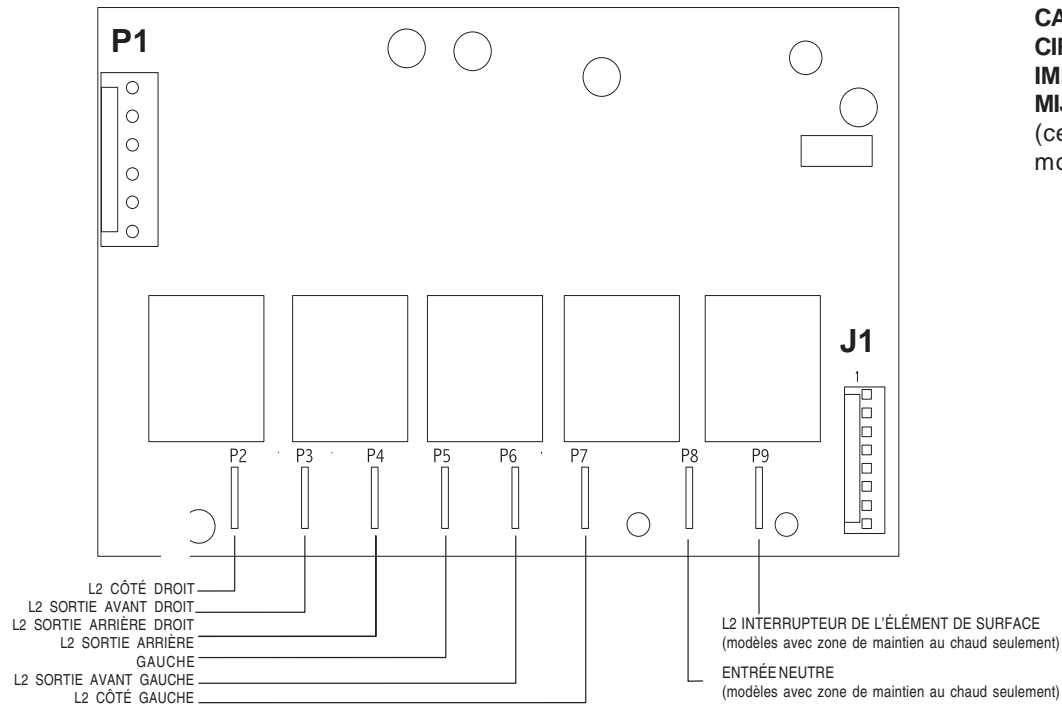 P1
CA
CIR
IM
MIJ
(ce
mo
J1
1
P2 P3 P4 P5 P6 P7 P8 P9
L2 CÔTÉ DROIT
L2 SORTIE AVANT DROIT
L2 SORTIE ARRIÈRE DROIT
L2 SORTIE ARRIÈRE
GAUCHE
L2 SORTIE AVANT GAUCHE
L2 CÔTÉ GAUCHE
L2 INTERRUPTEUR DE L'ÉLÉMENT DE SURFACE
(modèles avec zone de maintien au chaud seulement)
ENTRÉE NEUTRE
(modèles avec zone de maintien au chaud seulement)